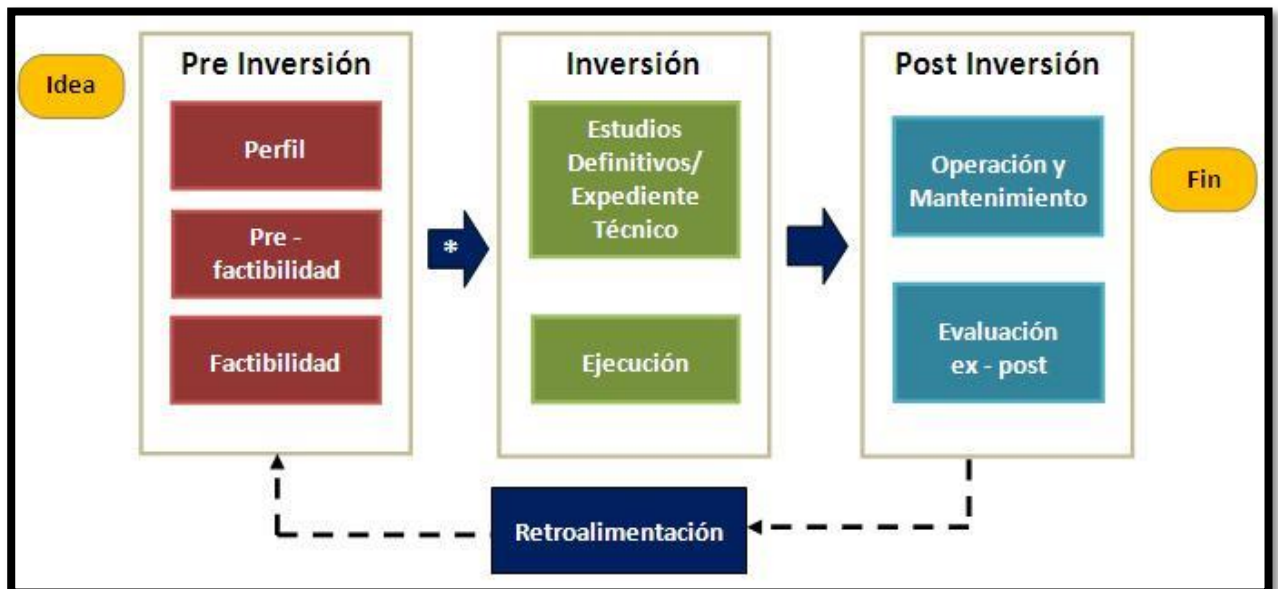 Idea
Pre Inversión
Perfil
Pre -
factibilidad
Factibilidad
*
Inversión
Estudios
Definitivos/
Expediente
Técnico
Ejecución
Post Inversión
Operación y
Mantenimiento
Evaluación
ex - post
Fin
Retroalimentación